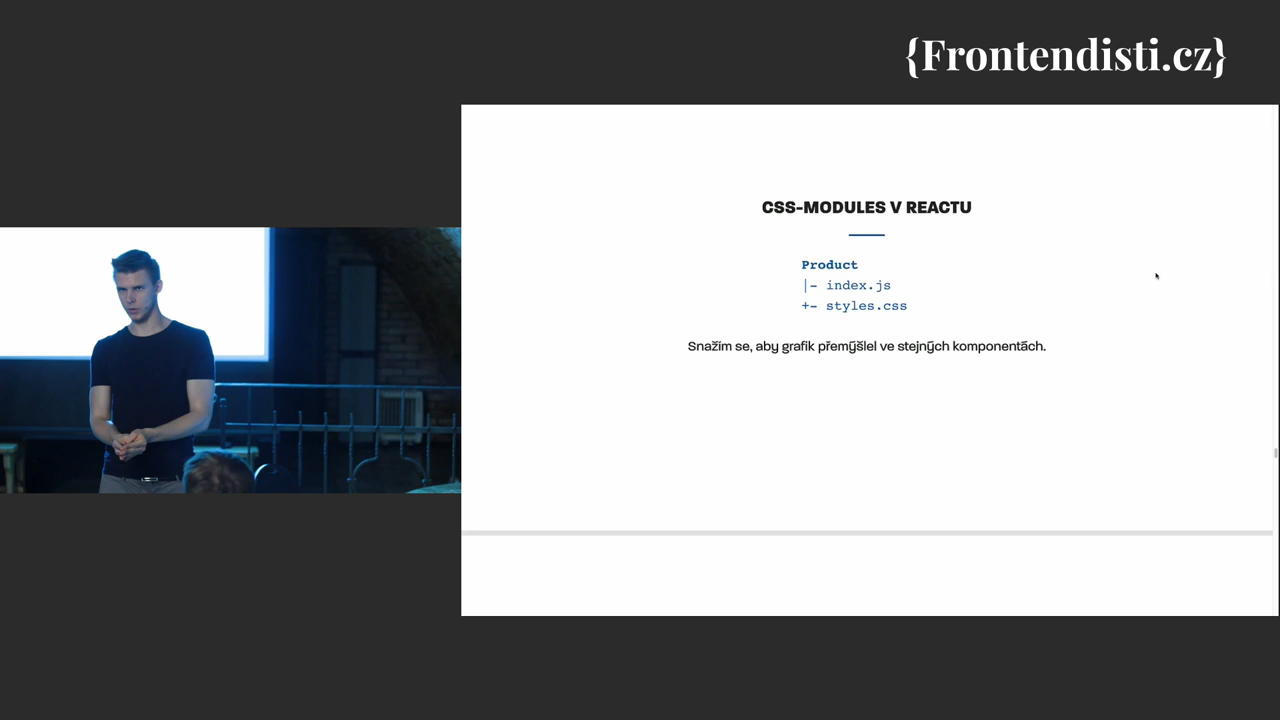 {Frontendisti.cz}
CSS-MODULES V REACTU
Product
|- index.js
+- styles.css
Snažím se, aby grafik přemýšlel ve stejných komponentách.